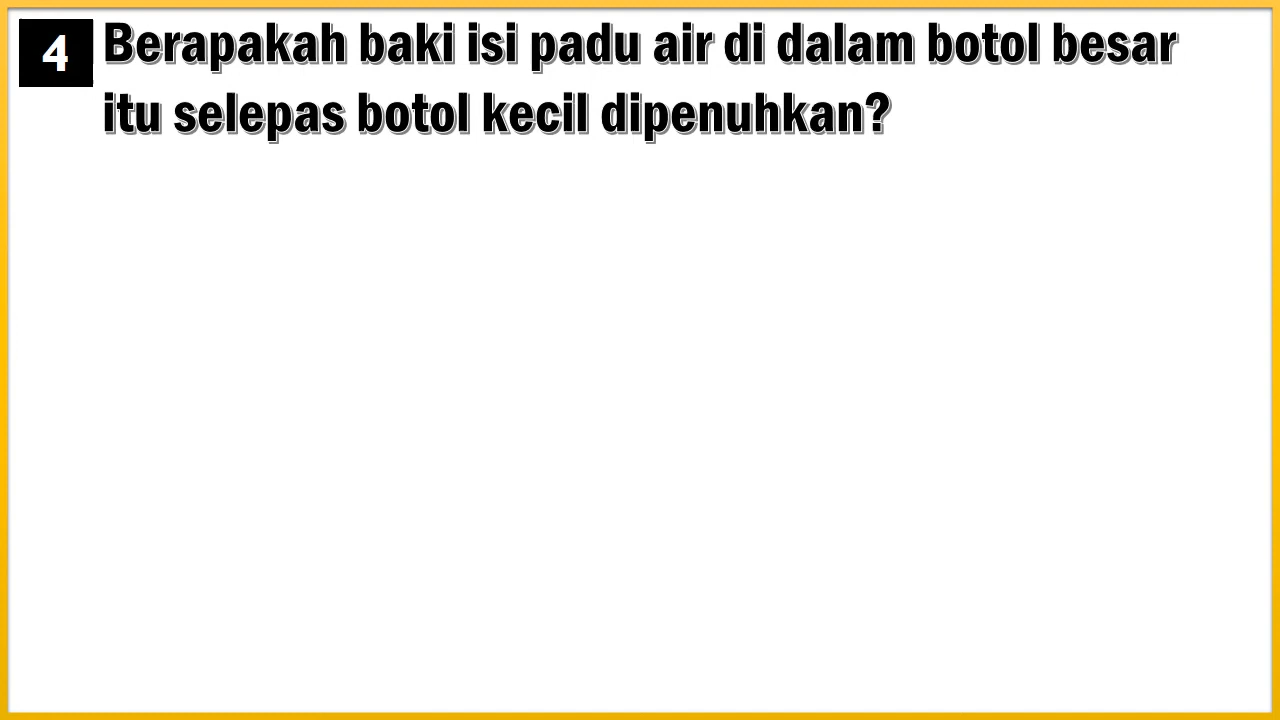 4 Berapakah baki isi padu air di dalam botol besar
itu selepas botol kecil dipenuhkan?